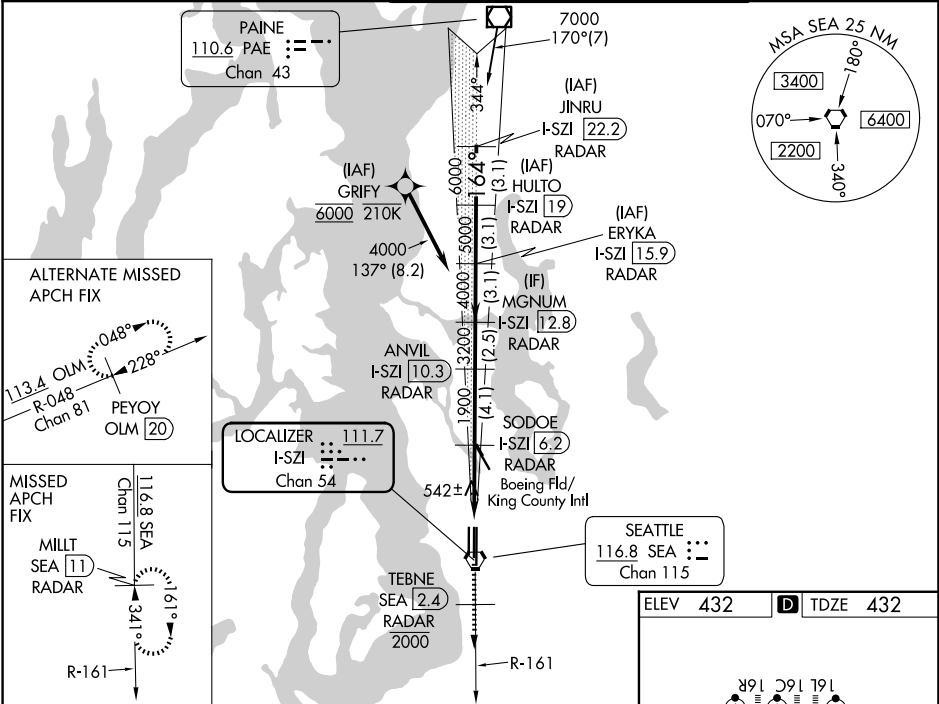 PAINE
110.6 PAE
Chan 43
7000
170°(7)
344°
(IAF)
JINRU
I-SZI 22.2
RADAR
MSA SEA 25 NM
180°
3400
070°
6400
2200
340°
6000
164°
(3.1)
(IAF)
HULTO
I-SZI 19
RADAR
(IAF)
GRIFY
6000 210K
4000
137° (8.2)
5000
(3.1)
(IAF)
ERYKA
I-SZI 15.9
RADAR
4000
(3.1)
(IF)
MGNUM
I-SZI 12.8
RADAR
3200
(2.5)
ANVIL
I-SZI 10.3
RADAR
1900
(4.1)
SODOE
I-SZI 6.2
RADAR
Boeing Fld/
King County Intl
542±
ALTERNATE MISSED
APCH FIX
048°
228°
113.4 OLM
R-048
Chan 81
PEYOY
OLM 20
LOCALIZER 111.7
I-SZI
Chan 54
MISSED
APCH
FIX
116.8 SEA
Chan 115
MILLT
SEA 11
RADAR
161°
341°
R-161
SEATTLE
116.8 SEA
Chan 115
TEBNE
SEA 2.4
RADAR
2000
R-161
ELEV 432 D TDZE 432
16R 16C 16L